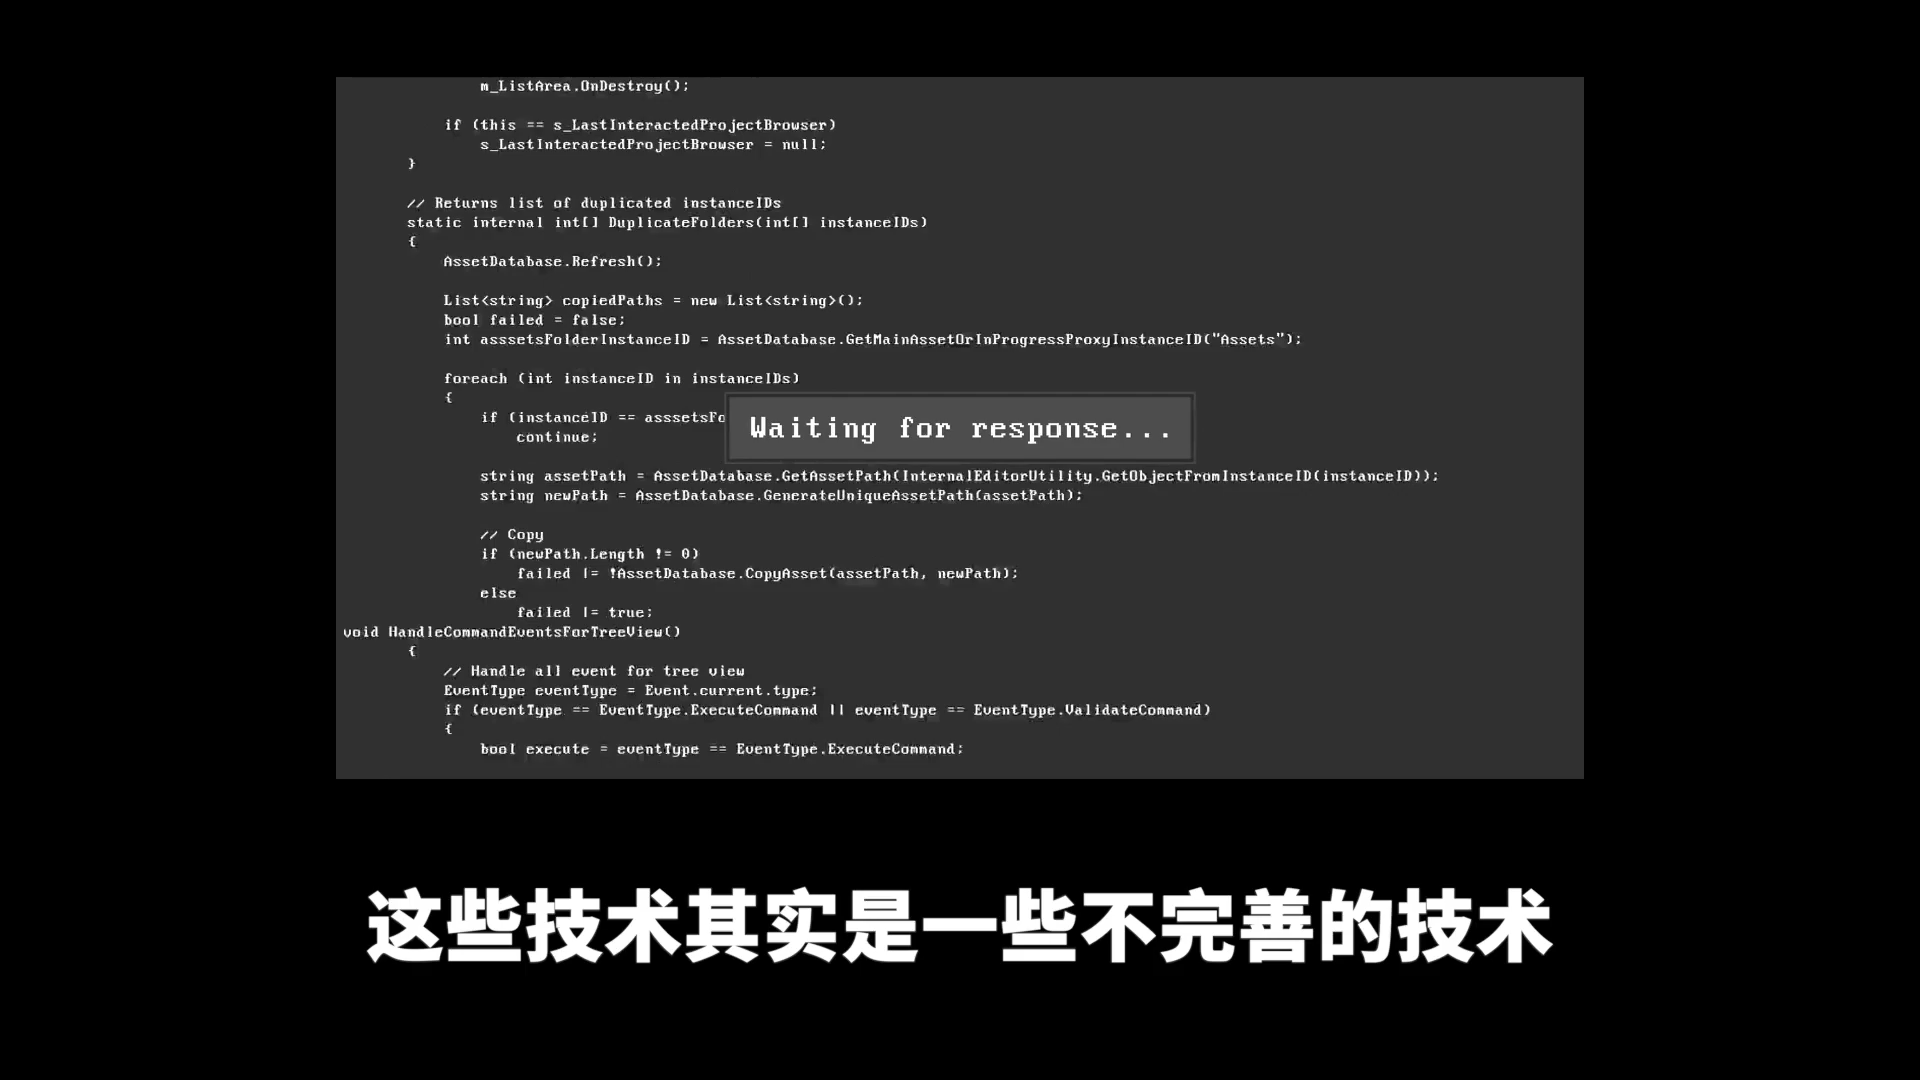 m_ListArea.OnDestroy();
if (this == s_LastInteractedProjectBrowser)
s_LastInteractedProjectBrowser = null;
}
// Returns list of duplicated instanceIDs
static internal int[] DuplicateFolders(int[] instanceIDs)
{
AssetDatabase.Refresh();
List<string> copiedPaths = new List<string>();
bool failed = false;
int asssetsFolderInstanceID = AssetDatabase.GetMainAssetOrInProgressProxyInstanceID("Assets");
foreach (int instanceID in instanceIDs)
{
if (instanceID == asssetsFo
Waiting for response...
continue;
string assetPath = AssetDatabase.GetAssetPath(InternalEditorUtility.GetObjectFromInstanceID(instanceID));
string newPath = AssetDatabase.GenerateUniqueAssetPath(assetPath);
// Copy
if (newPath.Length != 0)
failed |= !AssetDatabase.CopyAsset(assetPath, newPath);
else
failed |= true;
void HandleCommandEventsForTreeView()
{
// Handle all event for tree view
EventType eventType = Event.current.type;
if (eventType == EventType.ExecuteCommand || eventType == EventType.ValidateCommand)
{
bool execute = eventType == EventType.ExecuteCommand;
这些技术其实是一些不完善的技术